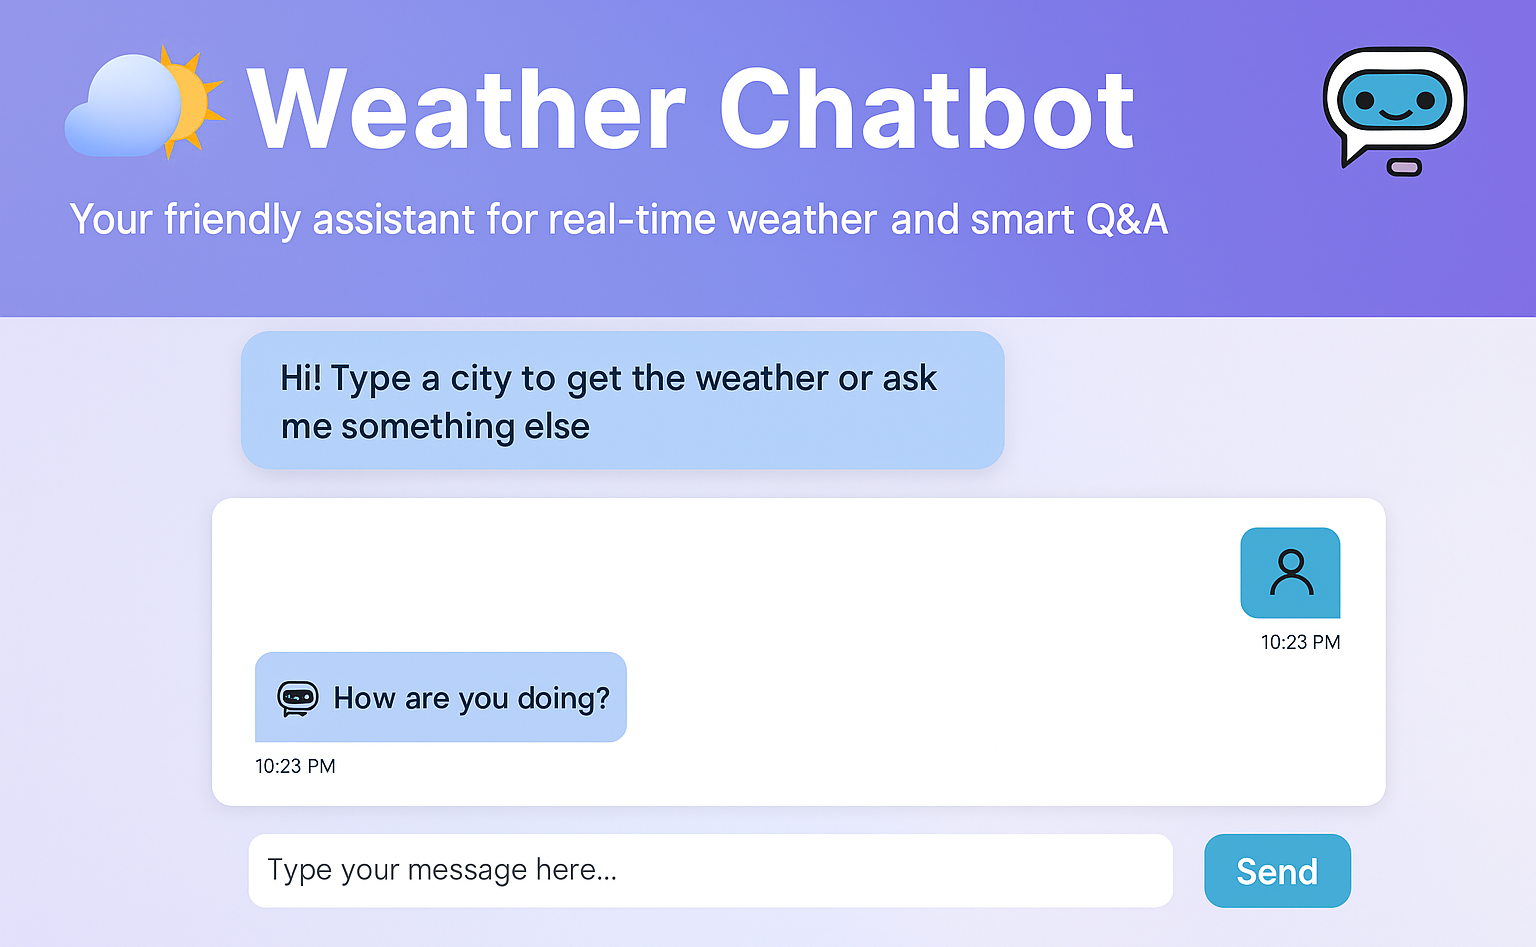 Weather Chatbot
Your friendly assistant for real-time weather and smart Q&A
Hi! Type a city to get the weather or ask
me something else
10:23 PM
How are you doing?
10:23 PM
Type your message here...
Send